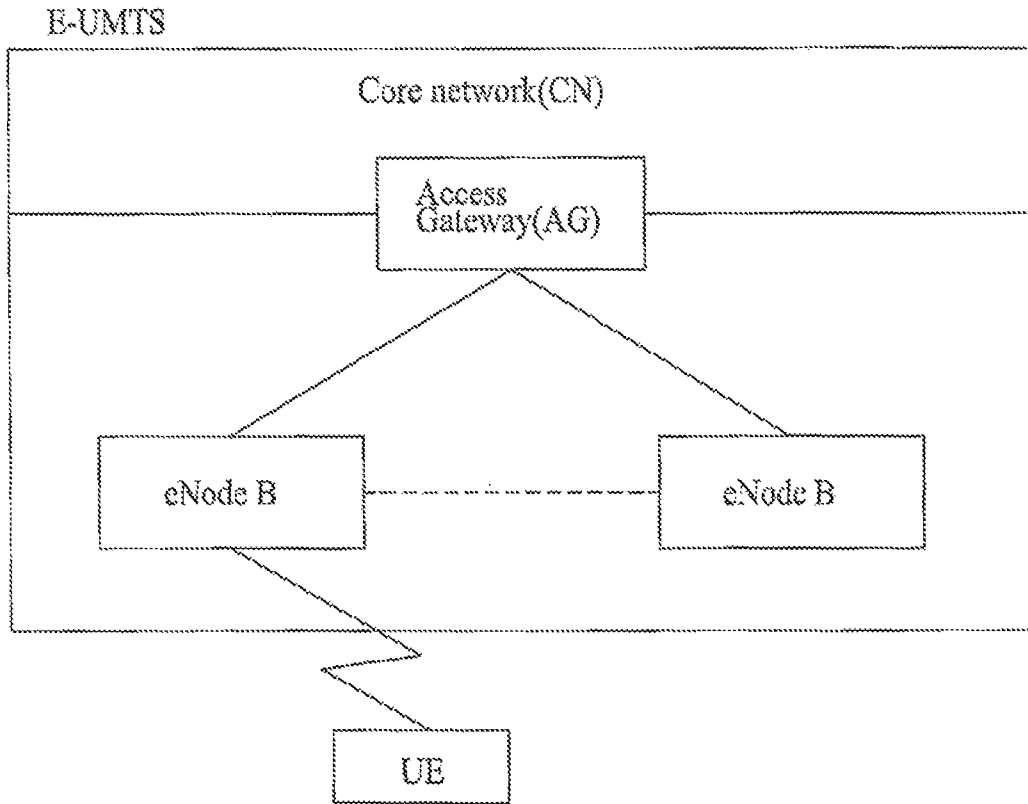 E-UMTS
Core network(CN)
Access
Gateway(AG)
eNode B
eNode B
UE